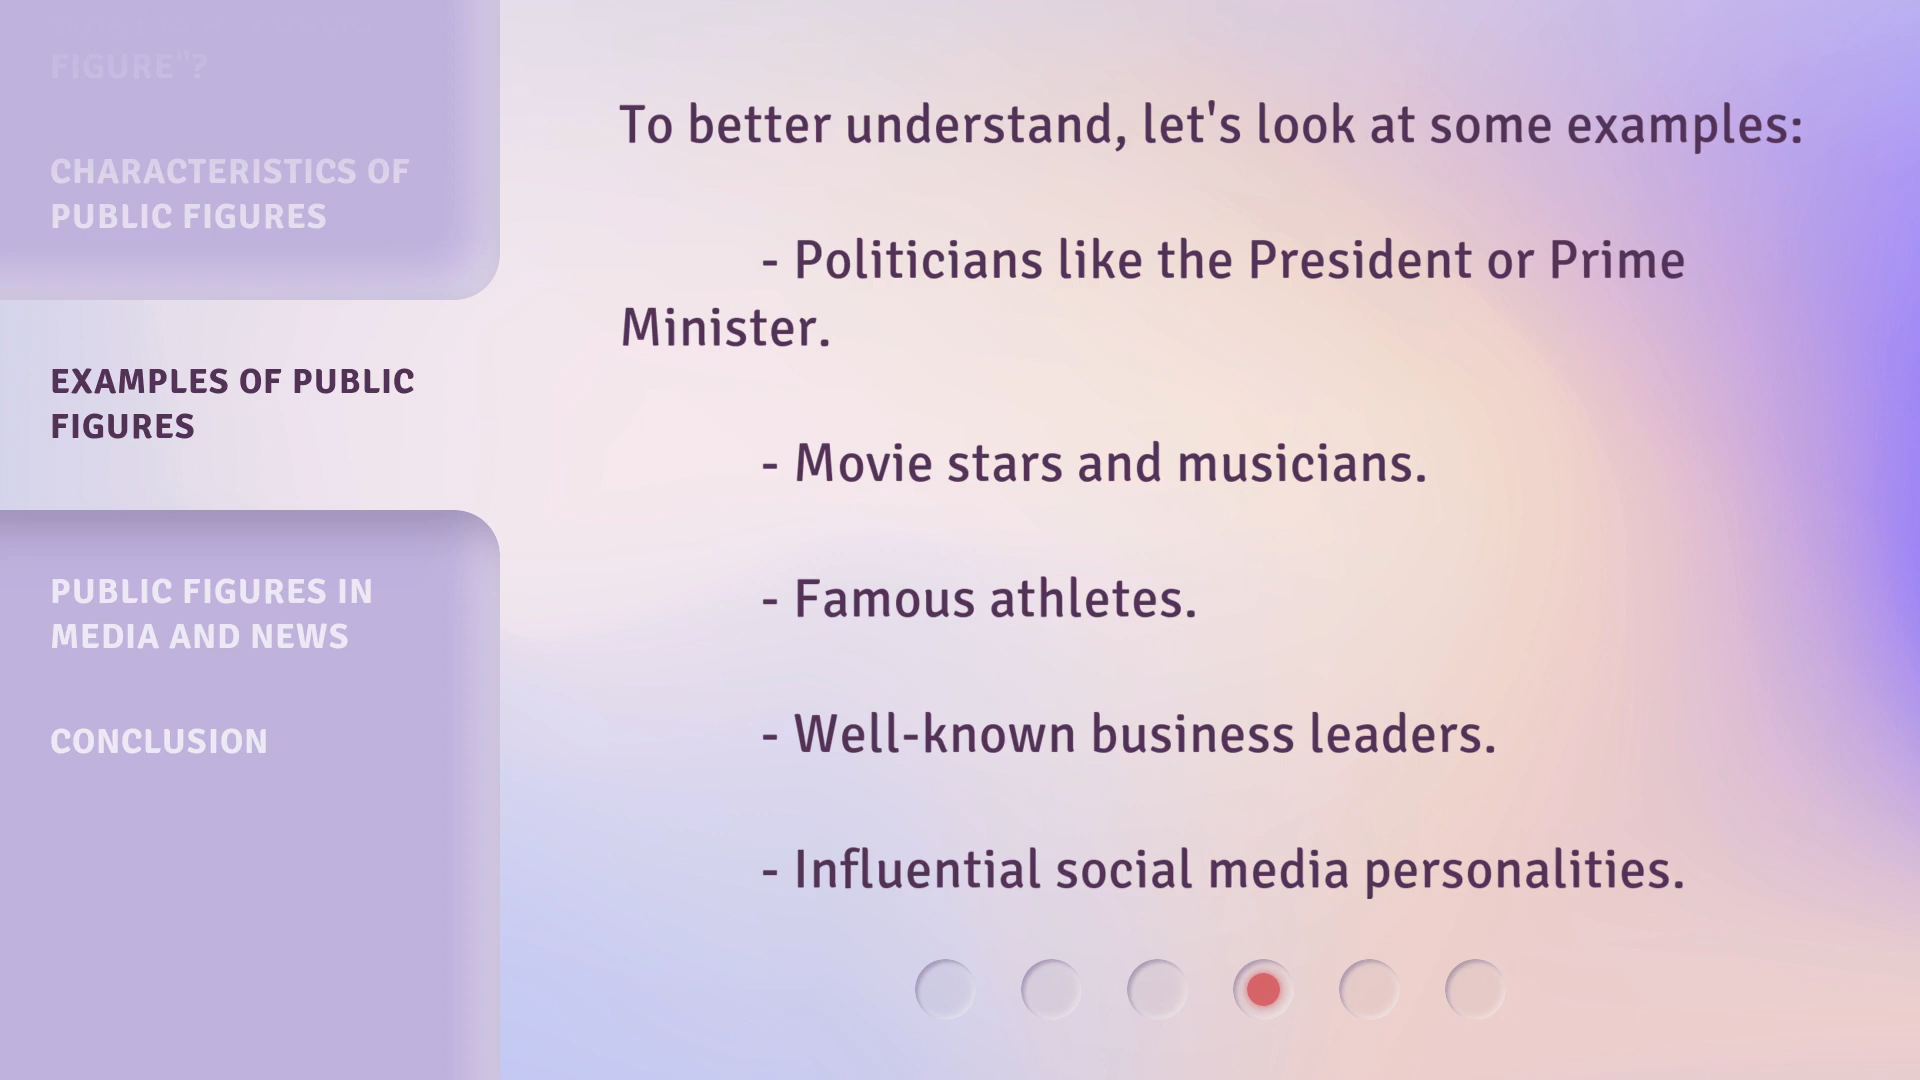 FIGURE"?
CHARACTERISTICS OF
PUBLIC FIGURES
EXAMPLES OF PUBLIC
FIGURES
PUBLIC FIGURES IN
MEDIA AND NEWS
CONCLUSION
To better understand, let's look at some examples:
- Politicians like the President or Prime
Minister.
- Movie stars and musicians.
- Famous athletes.
- Well-known business leaders.
- Influential social media personalities.